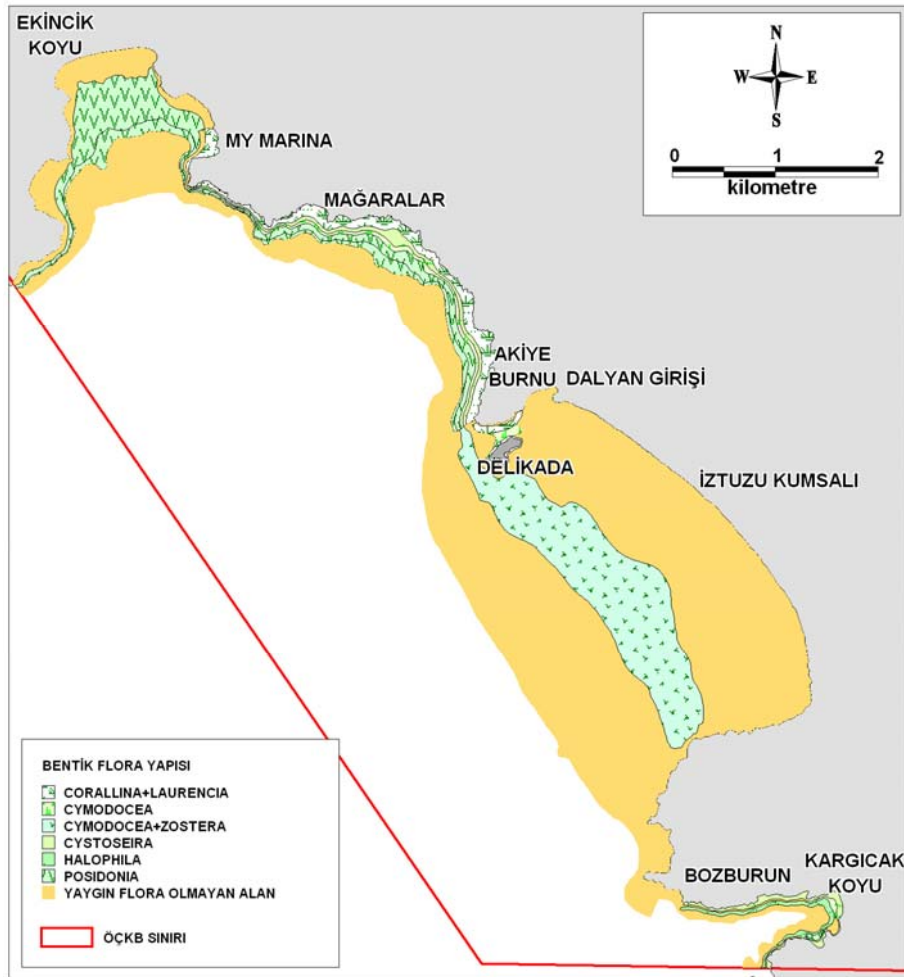 EKİNCİK
KOYU
N
W E
S
MY MARINA
0 1 2
kilometre
MAĞARALAR
AKİYE
BURNU
DALYAN GİRİŞİ
DELİKADA
İZTUZU KUMSALI
BENTİK FLORA YAPISI
CORALLINA+LAURENCIA
CYMODOCEA
CYMODOCEA+ZOSTERA
CYSTOSEIRA
HALOPHILA
POSIDONIA
YAYGIN FLORA OLMAYAN ALAN
ÖÇKB SINIRI
BOZBURUN
KARGICAK
KOYU